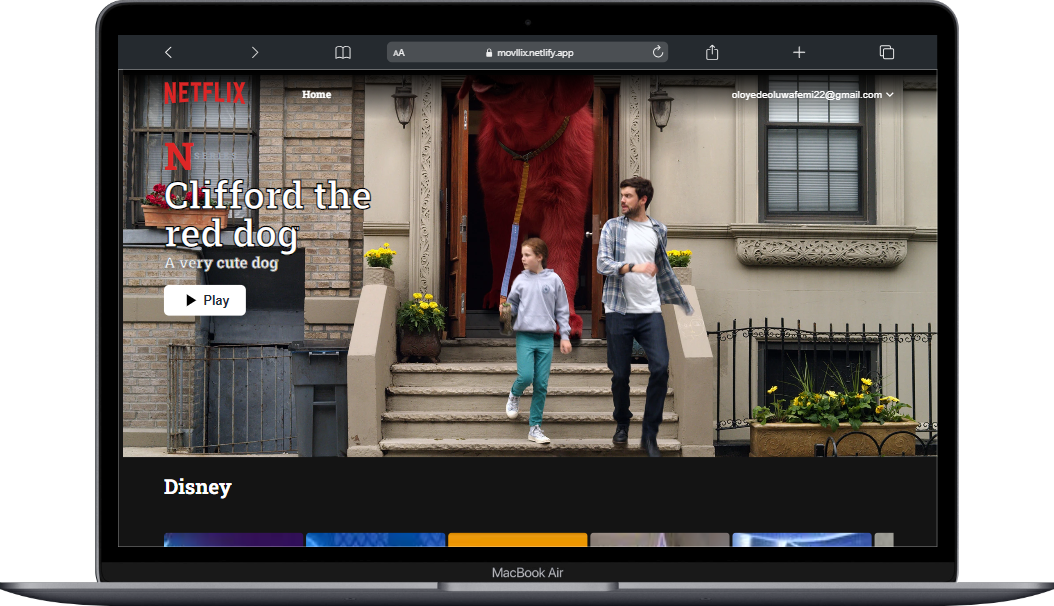 AA
movllix.netlify.app
NETFLIX
Home
oloyedeoluwafemi22@gmail.com
N SERIES
Clifford the
red dog
A very cute dog
Play
Disney
MacBook Air